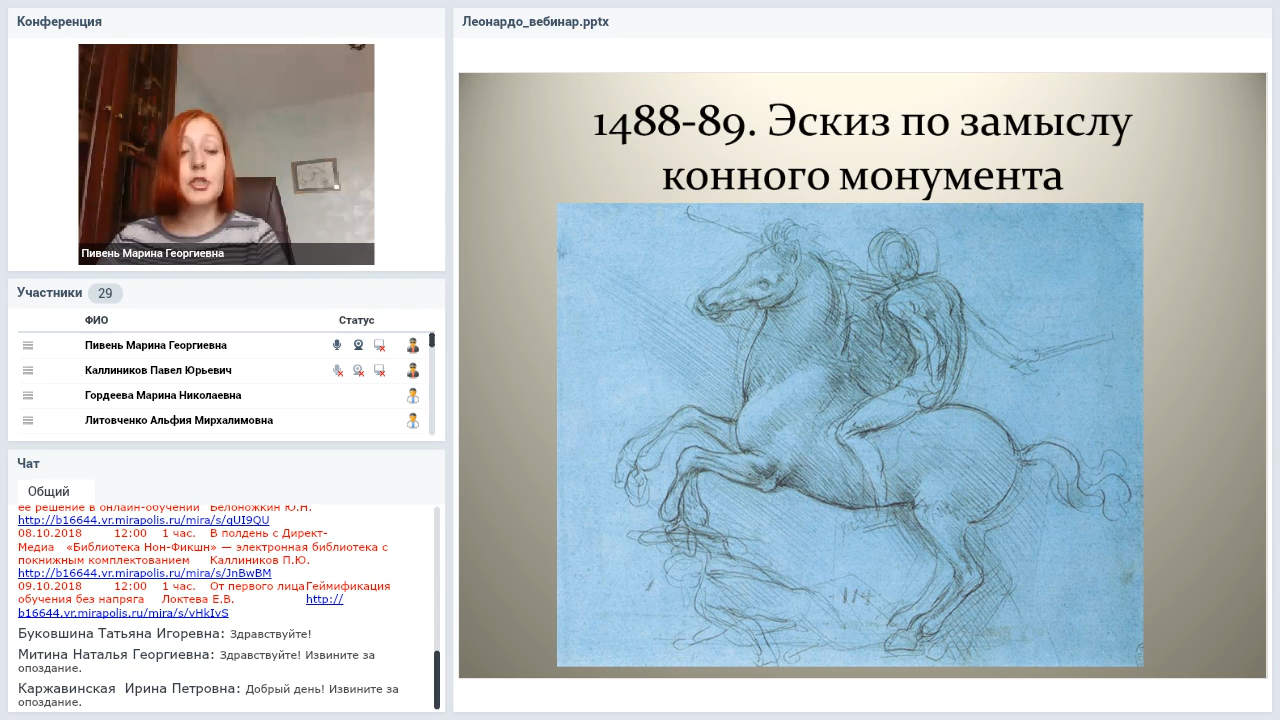 Конференция
Пивень Марина Георгиевна
Участники 29
ФИО Статус
Пивень Марина Георгиевна
Каллиников Павел Юрьевич
Гордеева Марина Николаевна
Литовченко Альфия Мирхалимовна
Чат
Общий
ее решение в онлайн-обучении Белоножкин Ю.Н.
http://b16644.vr.mirapolis.ru/mira/s/qUI9QU
08.10.2018 12:00 1 час. В полдень с Директ-
Медиа «Библиотека Нон-Фикшн» — электронная библиотека с
покнижным комплектованием Каллиников П.Ю.
http://b16644.vr.mirapolis.ru/mira/s/JnBwBM
09.10.2018 12:00 1 час. От первого лица Геймификация
обучения без напряга Локтева Е.В. http://
b16644.vr.mirapolis.ru/mira/s/vHkIvS
Буковшина Татьяна Игоревна: Здравствуйте!
Митина Наталья Георгиевна: Здравствуйте! Извините за
опоздание.
Каржавинская Ирина Петровна: Добрый день! Извините за
опоздание.
Леонардо_вебинар.pptx
1488-89. Эскиз по замыслу
конного монумента